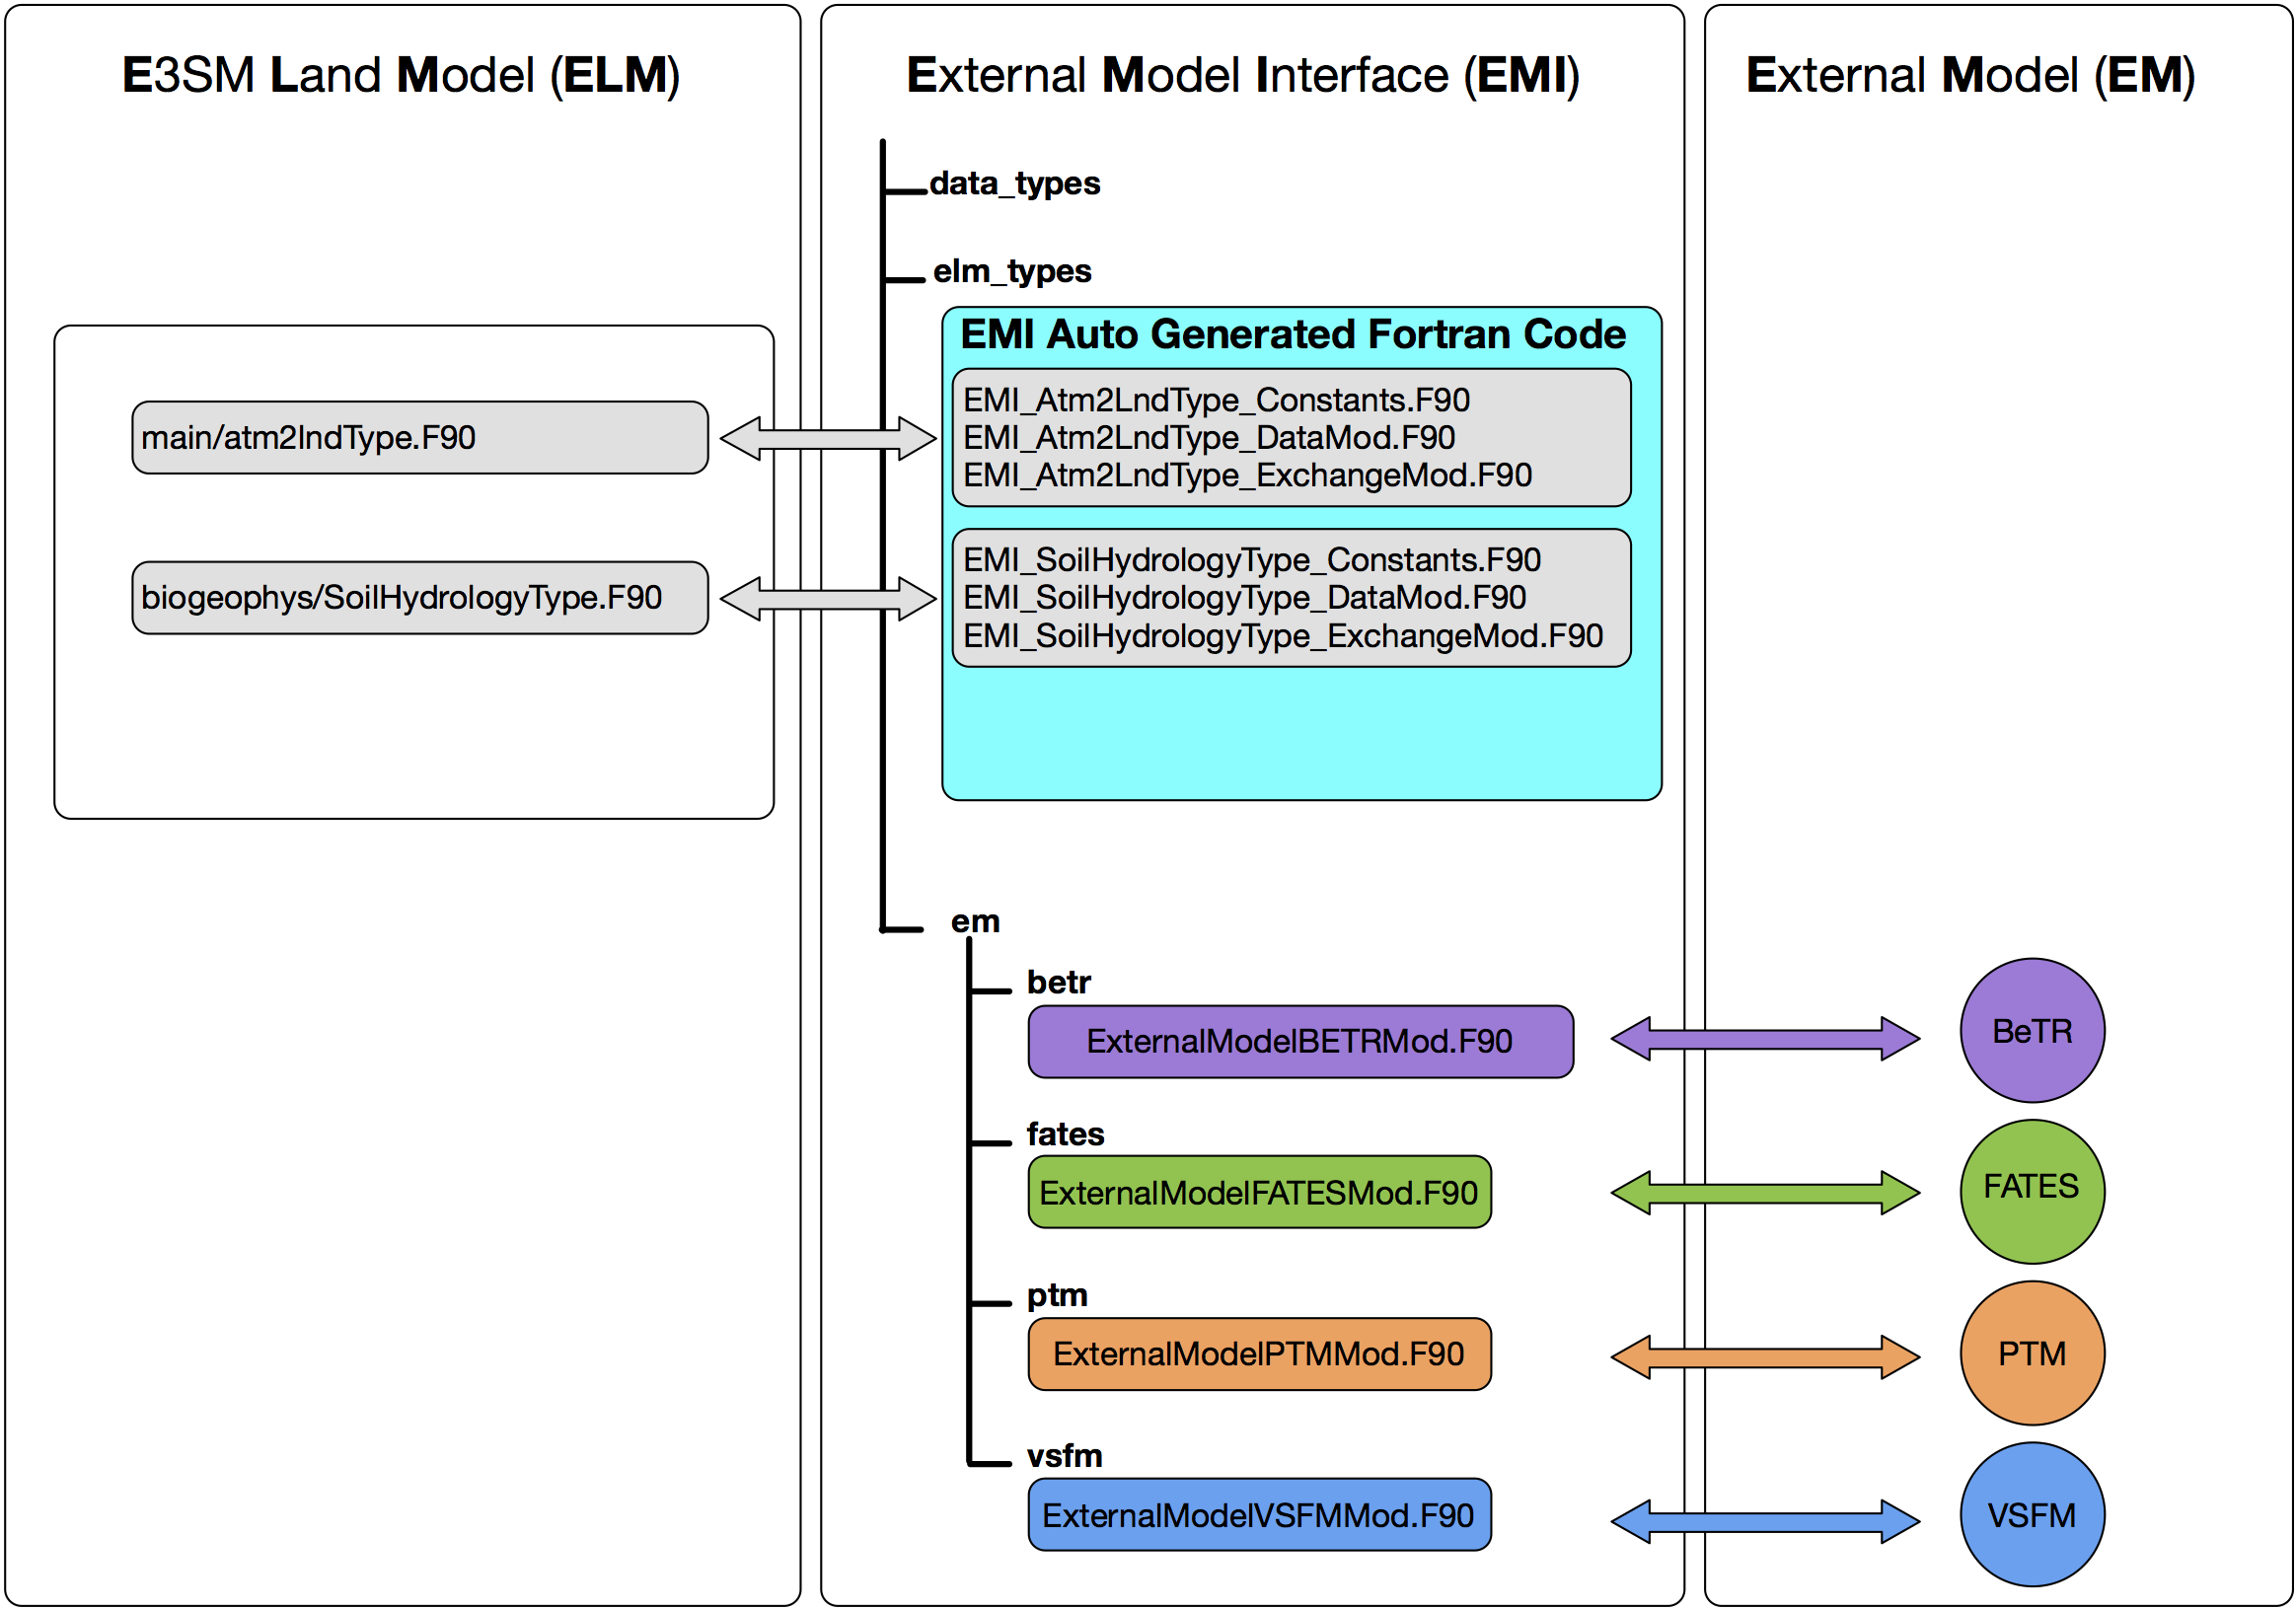 E3SM Land Model (ELM)
External Model Interface (EMI)
External Model (EM)
data_types
elm_types
EMI Auto Generated Fortran Code
main/atm2lndType.F90
EMI_Atm2LndType_Constants.F90
EMI_Atm2LndType_DataMod.F90
EMI_Atm2LndType_ExchangeMod.F90
biogeophys/SoilHydrologyType.F90
EMI_SoilHydrologyType_Constants.F90
EMI_SoilHydrologyType_DataMod.F90
EMI_SoilHydrologyType_ExchangeMod.F90
em
betr
ExternalModelBETRMod.F90
BeTR
fates
ExternalModelFATESMod.F90
FATES
ptm
ExternalModelPTMMod.F90
PTM
vsfm
ExternalModelVSFMMod.F90
VSFM